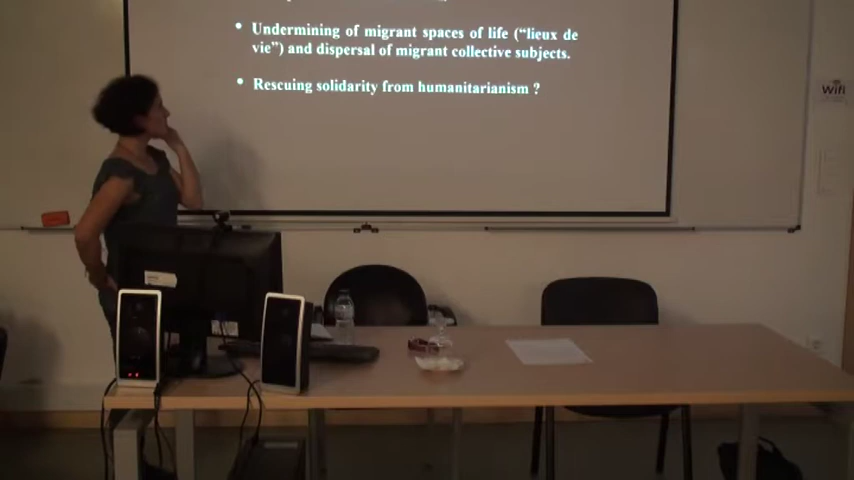 • Undermining of migrant spaces of life (“lieux de
vie”) and dispersal of migrant collective subjects.
• Rescuing solidarity from humanitarianism ?
Wifi